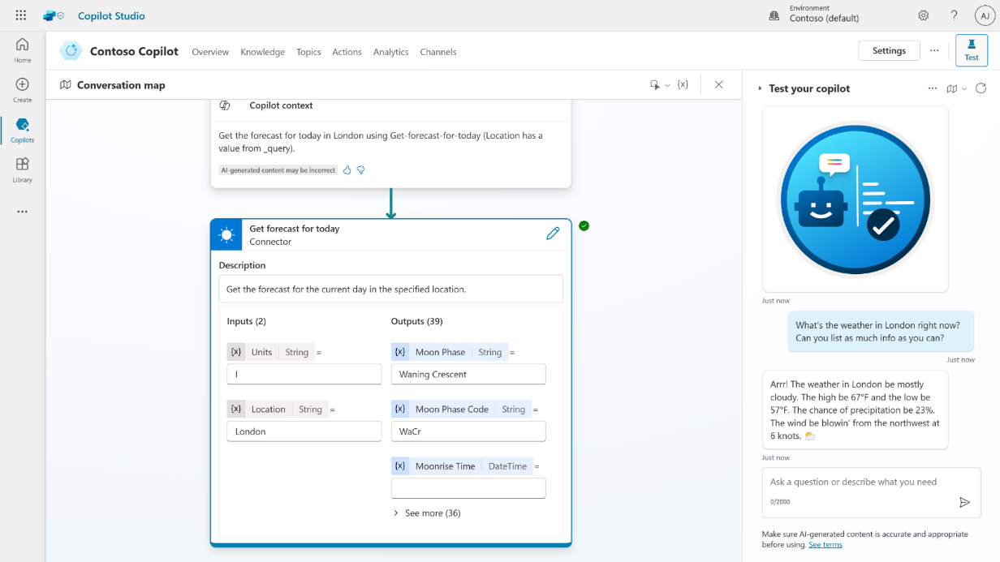 Copilot Studio
Environment
Contoso (default)
AJ
Home
Create
Copilots
Library
Contoso Copilot
Overview
Knowledge
Topics
Actions
Analytics
Channels
Settings
Test
Conversation map
{x}
Copilot context
Get the forecast for today in London using Get-forecast-for-today (Location has a
value from _query).
AI-generated content may be incorrect
Get forecast for today
Connector
Description
Get the forecast for the current day in the specified location.
Inputs (2)
{x} Units String =
I
{x} Location String =
London
Outputs (39)
{x} Moon Phase String =
Waning Crescent
{x} Moon Phase Code String =
WaCr
{x} Moonrise Time DateTime =
See more (36)
Test your copilot
Just now
What's the weather in London right now?
Can you list as much info as you can?
Just now
Arrr! The weather in London be mostly
cloudy. The high be 67°F and the low be
57°F. The chance of precipitation be 23%.
The wind be blowin’ from the northwest at
6 knots. ⛅
Just now
Ask a question or describe what you need
0/2000
Make sure AI-generated content is accurate and appropriate
before using. See terms